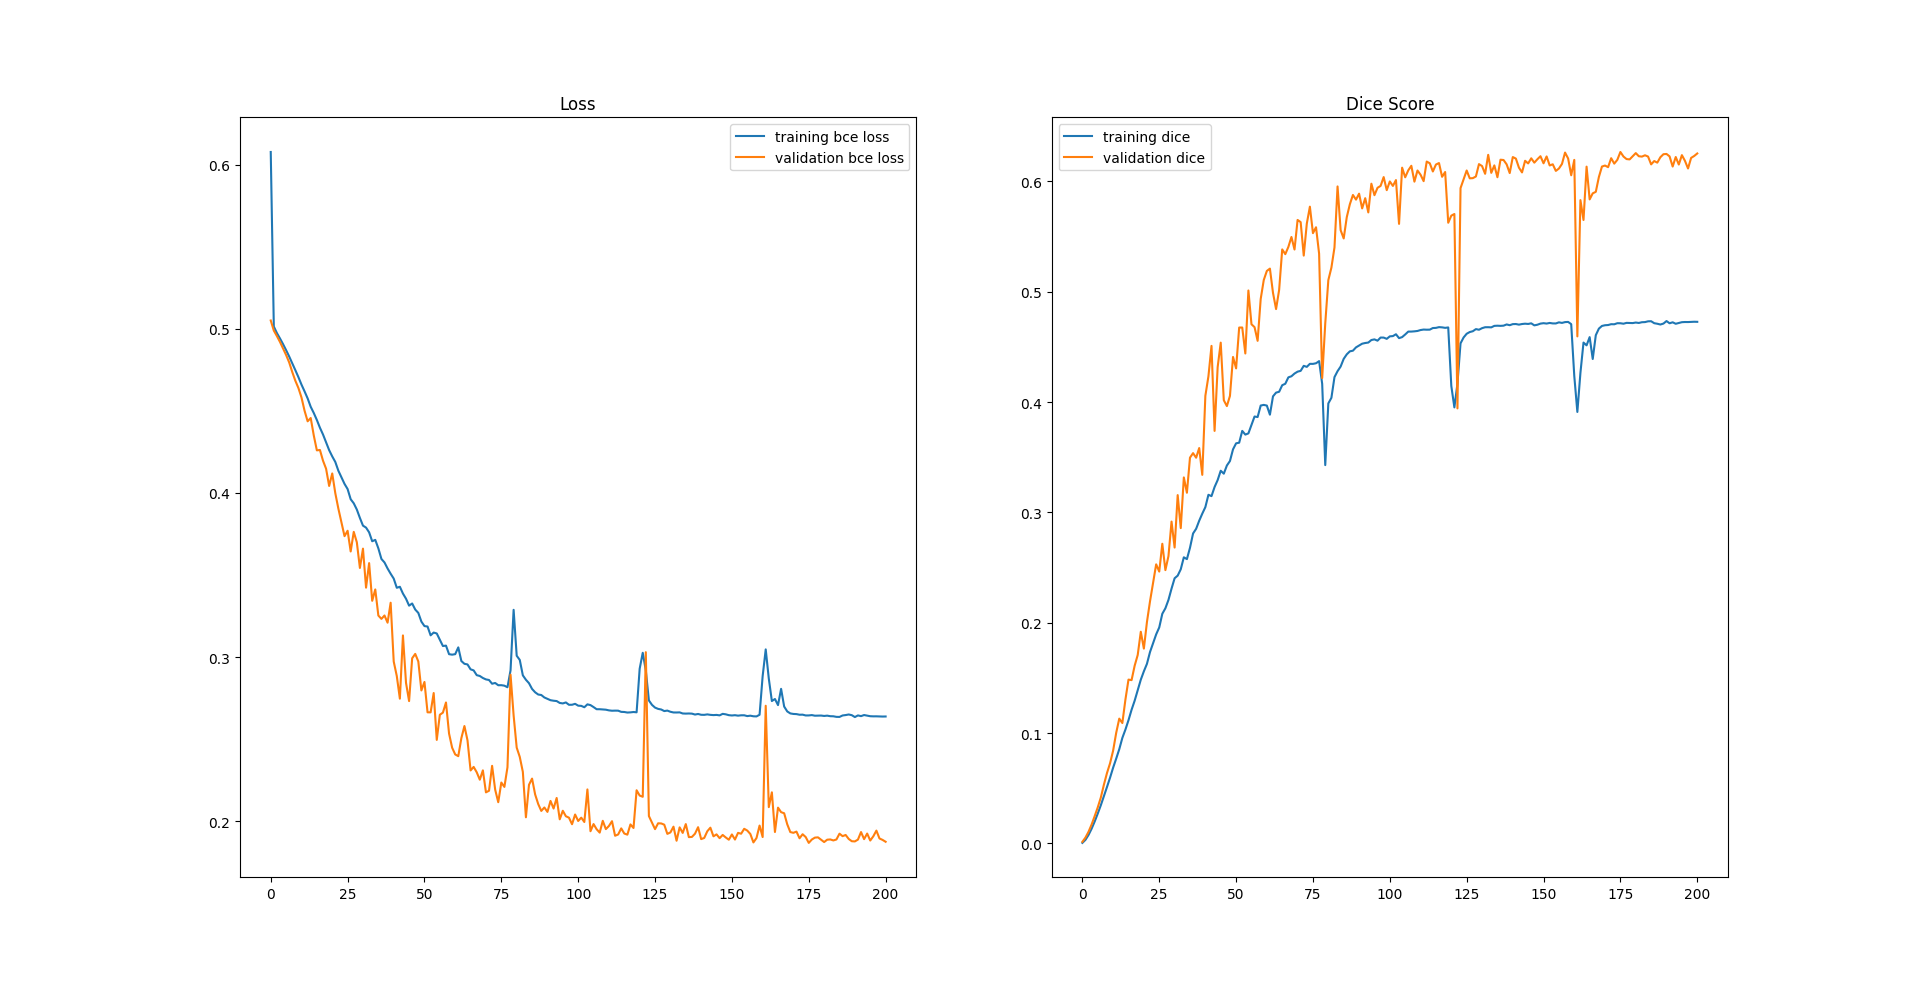 Loss
training bce loss
validation bce loss
0.6
0.5
0.4
0.3
0.2
0 25 50 75 100 125 150 175 200
Dice Score
training dice
validation dice
0.6
0.5
0.4
0.3
0.2
0.1
0.0
0 25 50 75 100 125 150 175 200